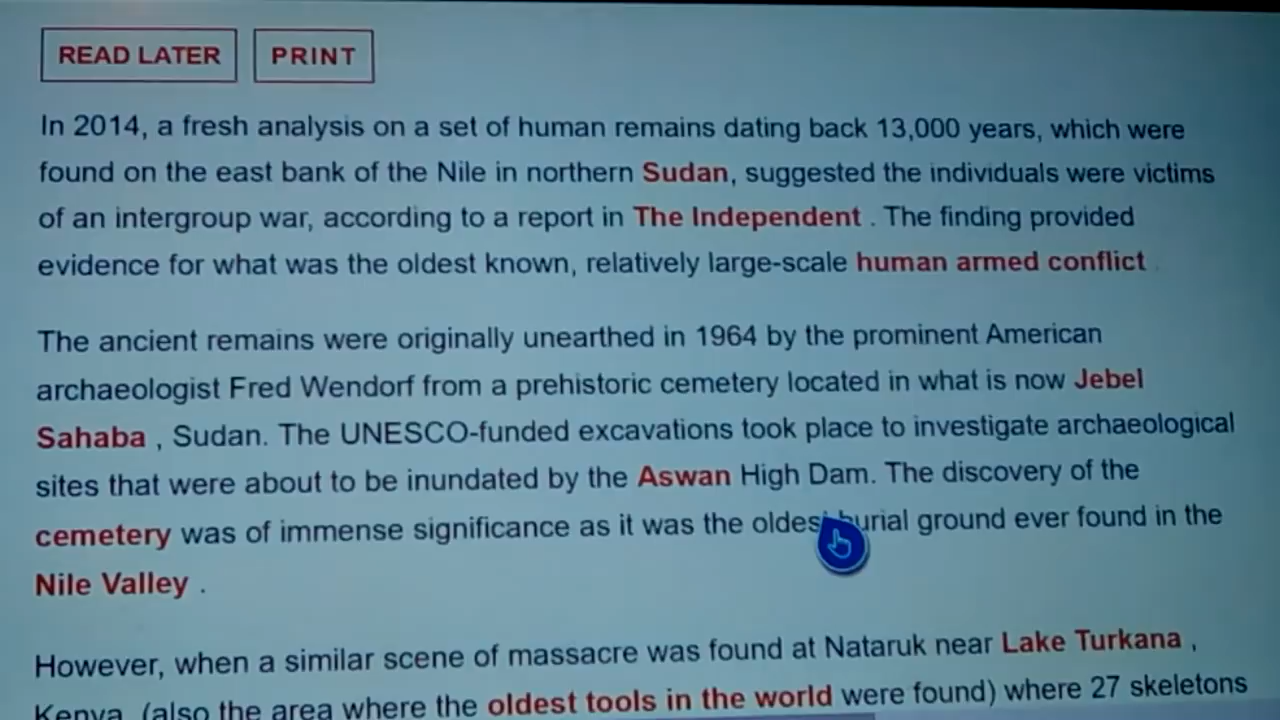 READ LATER PRINT
In 2014, a fresh analysis on a set of human remains dating back 13,000 years, which were
found on the east bank of the Nile in northern Sudan, suggested the individuals were victims
of an intergroup war, according to a report in The Independent . The finding provided
evidence for what was the oldest known, relatively large-scale human armed conflict .
The ancient remains were originally unearthed in 1964 by the prominent American
archaeologist Fred Wendorf from a prehistoric cemetery located in what is now Jebel
Sahaba , Sudan. The UNESCO-funded excavations took place to investigate archaeological
sites that were about to be inundated by the Aswan High Dam. The discovery of the
cemetery was of immense significance as it was the oldest burial ground ever found in the
Nile Valley .
However, when a similar scene of massacre was found at Nataruk near Lake Turkana ,
Kenya, (also the area where the oldest tools in the world were found) where 27 skeletons